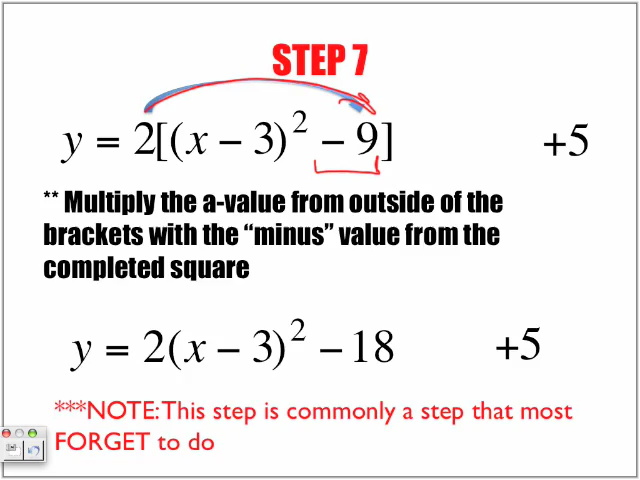 STEP 7
y = 2[(x − 3)² − 9] +5
** Multiply the a-value from outside of the
brackets with the “minus” value from the
completed square
y = 2(x − 3)² − 18 +5
***NOTE: This step is commonly a step that most
FORGET to do